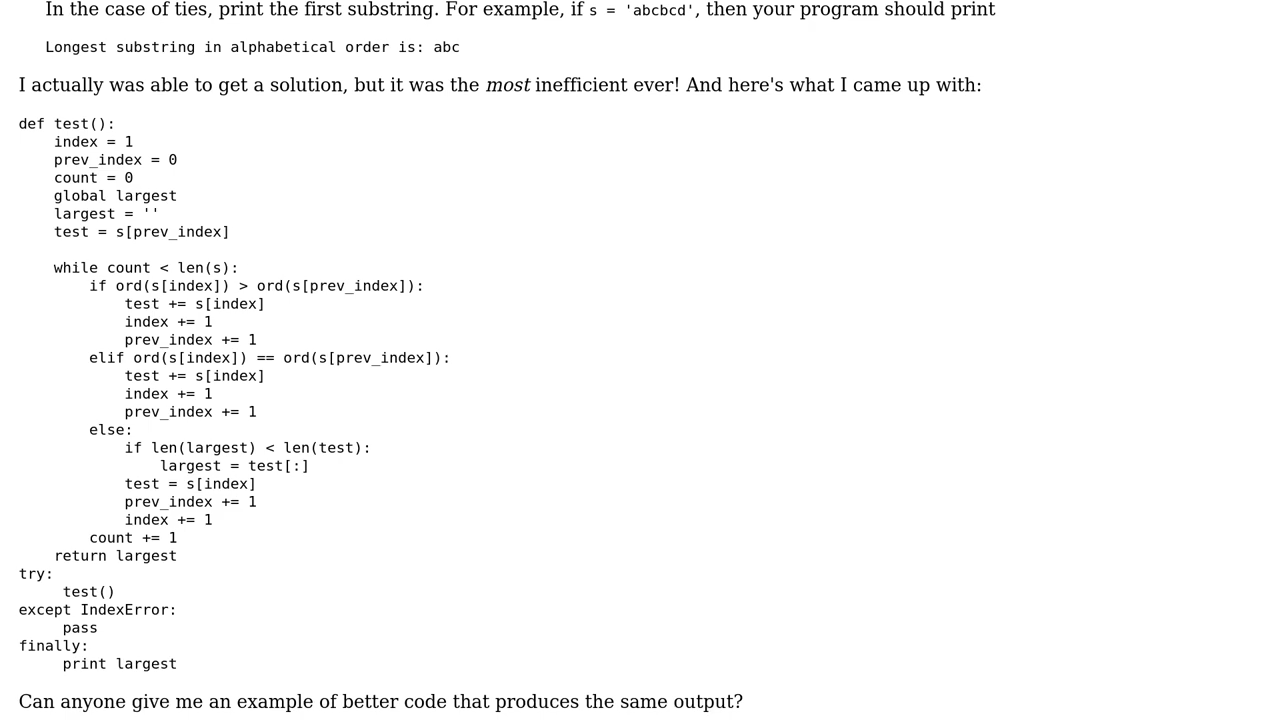 In the case of ties, print the first substring. For example, if s = 'abcbcd', then your program should print
Longest substring in alphabetical order is: abc
I actually was able to get a solution, but it was the most inefficient ever! And here's what I came up with:
def test():
    index = 1
    prev_index = 0
    count = 0
    global largest
    largest = ''
    test = s[prev_index]

    while count < len(s):
        if ord(s[index]) > ord(s[prev_index]):
            test += s[index]
            index += 1
            prev_index += 1
        elif ord(s[index]) == ord(s[prev_index]):
            test += s[index]
            index += 1
            prev_index += 1
        else:
            if len(largest) < len(test):
                largest = test[:]
            test = s[index]
            prev_index += 1
            index += 1
        count += 1
    return largest
try:
     test()
except IndexError:
     pass
finally:
     print largest
Can anyone give me an example of better code that produces the same output?